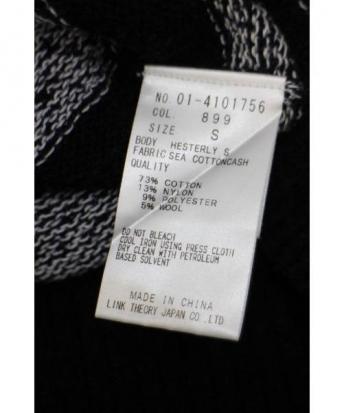 NO. 01-4101756
COL. 899
SIZE S
BODY HESTERLY S
FABRIC SEA COTTONCASH
QUALITY
73% COTTON
13% NYLON
9% POLYESTER
5% WOOL
DO NOT BLEACH
COOL IRON USING PRESS CLOTH
DRY CLEAN WITH PETROLEUM
BASED SOLVENT
MADE IN CHINA
LINK THEORY JAPAN CO.,LTD